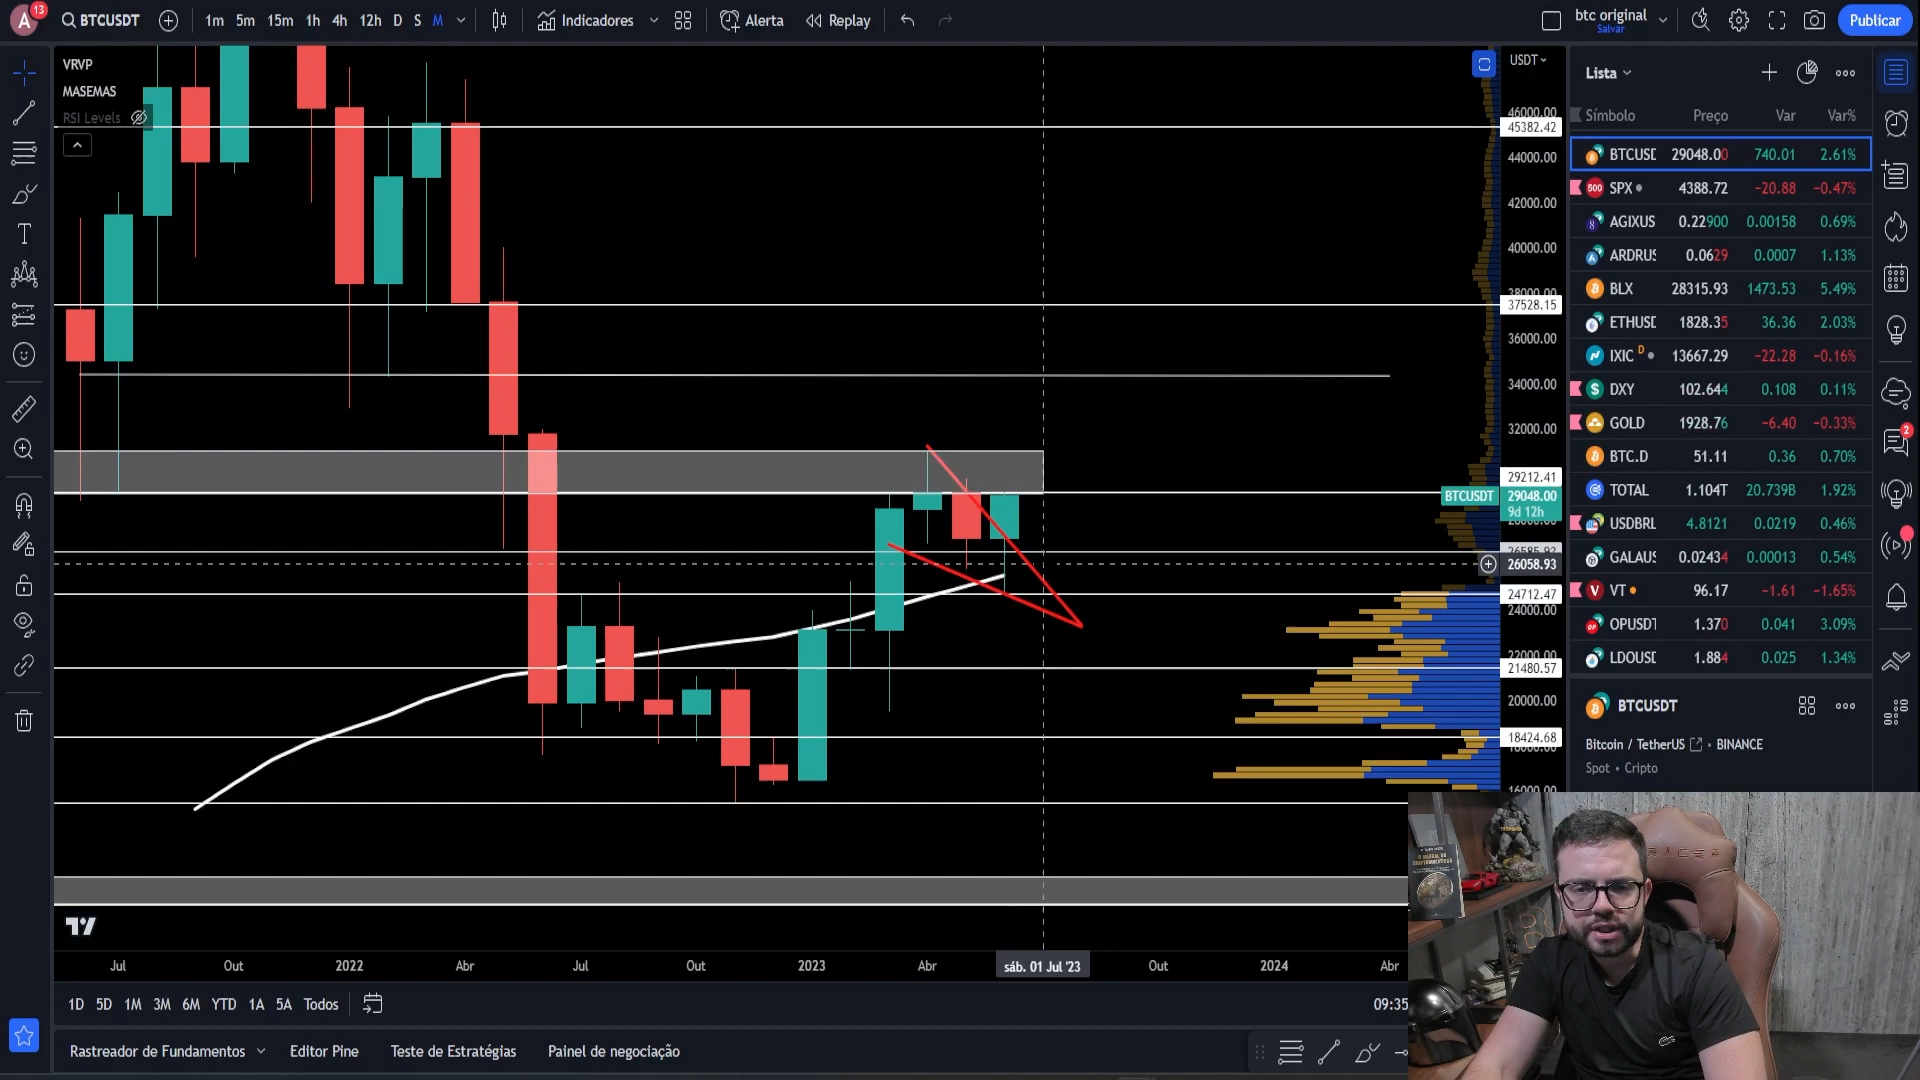 A 13 BTCUSDT 1m 5m 15m 1h 4h 12h D S M Indicadores Alerta Replay btc original Salvar Publicar
VRVP
MASEMAS
RSI Levels
USDT
46000.00
45382.42
44000.00
42000.00
40000.00
38000.00
37528.15
36000.00
34000.00
32000.00
29212.41
BTCUSDT 29048.00
9d 12h
28000.00
26585.92
26058.93
24712.47
24000.00
22000.00
21480.57
20000.00
18424.68
16000.00
Jul Out 2022 Abr Jul Out 2023 Abr sáb. 01 Jul '23 Out 2024 Abr
1D 5D 1M 3M 6M YTD 1A 5A Todos 09:35
Rastreador de Fundamentos Editor Pine Teste de Estratégias Painel de negociação
Lista
Símbolo Preço Var Var%
BTCUSD 29048.00 740.01 2.61%
500 SPX 4388.72 −20.88 −0.47%
AGIXUS 0.22900 0.00158 0.69%
ARDRUS 0.0629 0.0007 1.13%
BLX 28315.93 1473.53 5.49%
ETHUSD 1828.35 36.36 2.03%
IXIC D 13667.29 −22.28 −0.16%
DXY 102.644 0.108 0.11%
GOLD 1928.76 −6.40 −0.33%
BTC.D 51.11 0.36 0.70%
TOTAL 1.104T 20.739B 1.92%
USDBRL 4.8121 0.0219 0.46%
GALAUS 0.02434 0.00013 0.54%
V VT 96.17 −1.61 −1.65%
OPUSDT 1.370 0.041 3.09%
LDOUSD 1.884 0.025 1.34%
BTCUSDT
Bitcoin / TetherUS • BINANCE
Spot • Cripto
2